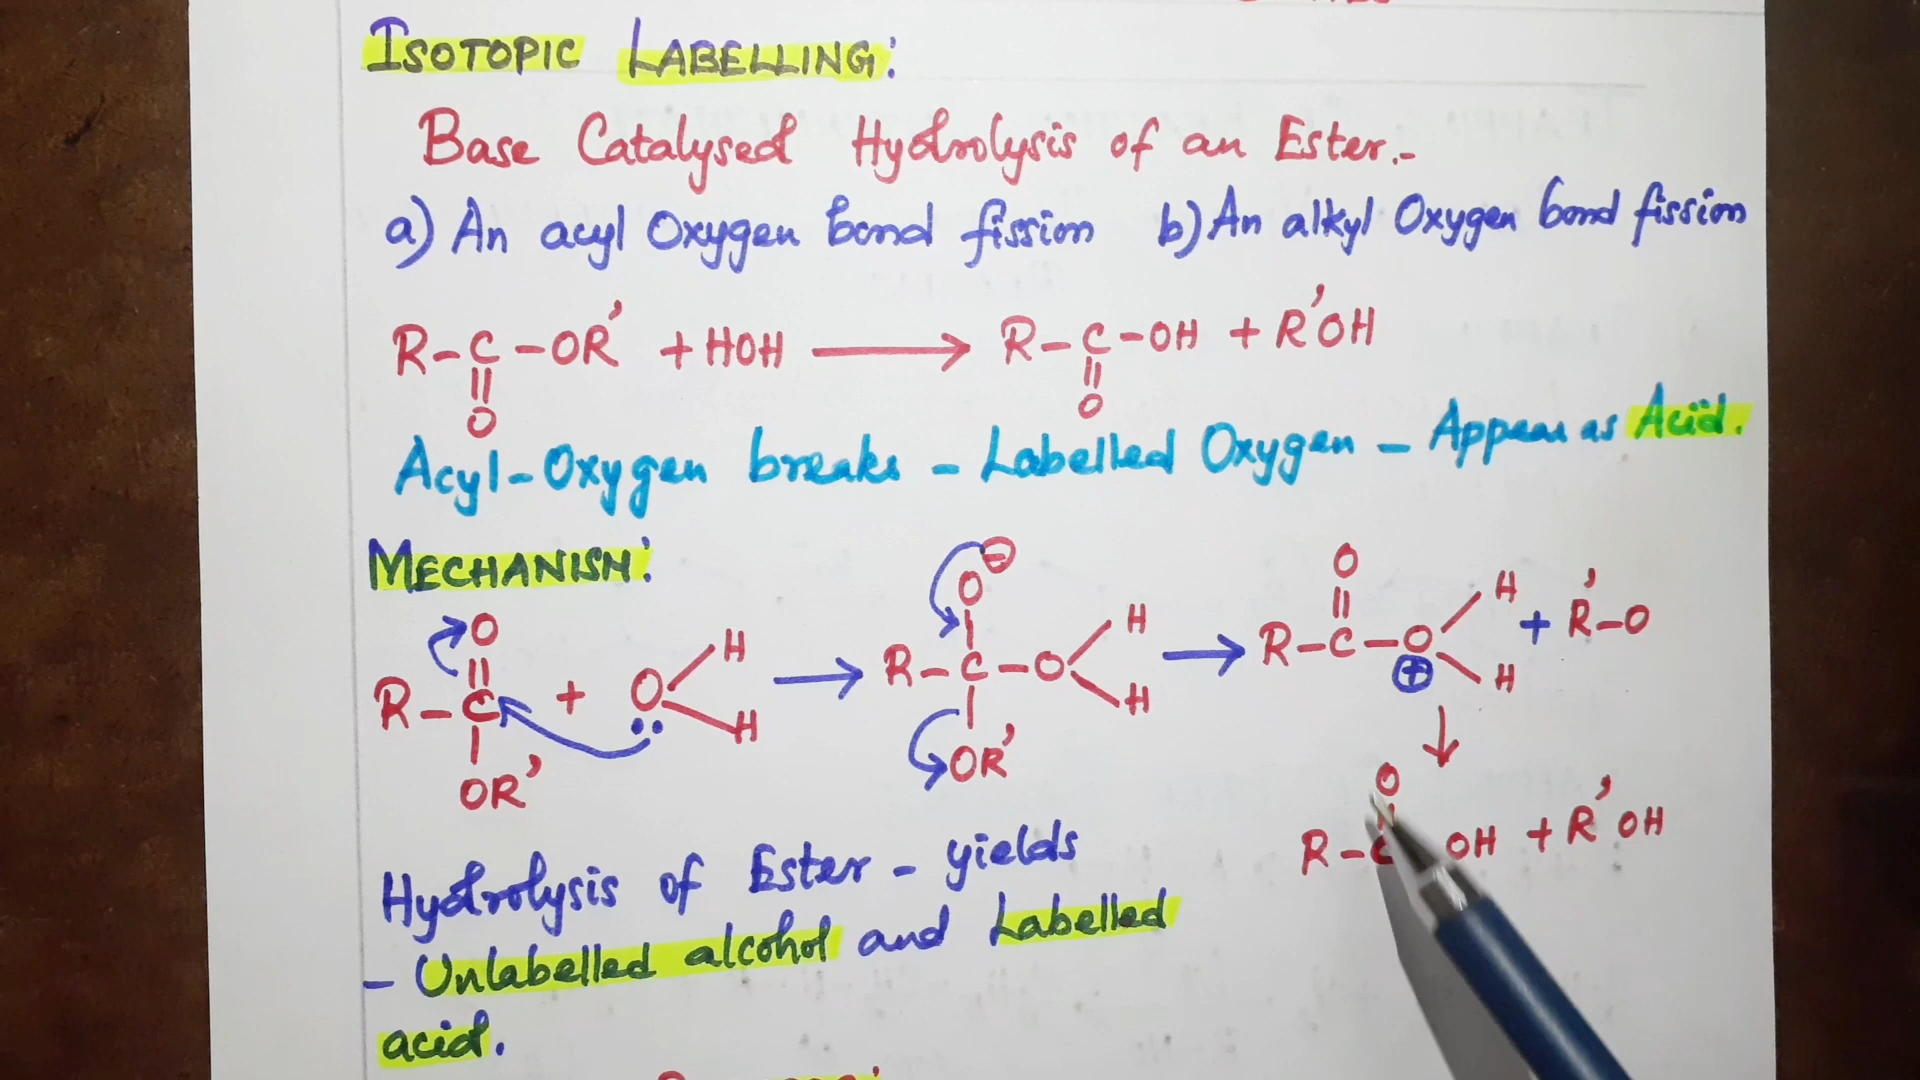 ISOTOPIC LABELLING:
Base Catalysed Hydrolysis of an Ester.-
a) An acyl Oxygen bond fission b) An alkyl Oxygen bond fission
R-C-OR' + HOH → R-C-OH + R'OH
|| ||
O O
Acyl-Oxygen breaks - Labelled Oxygen - Appear as Acid.
MECHANISM:
O O⊖ O
|| | ||
R-C + O H H → R-C-O H H → R-C-O H H + R'-O
| | ⊕
OR' OR' ↓
O
R-C OH + R'OH
Hydrolysis of Ester - yields
- Unlabelled alcohol and Labelled
acid.